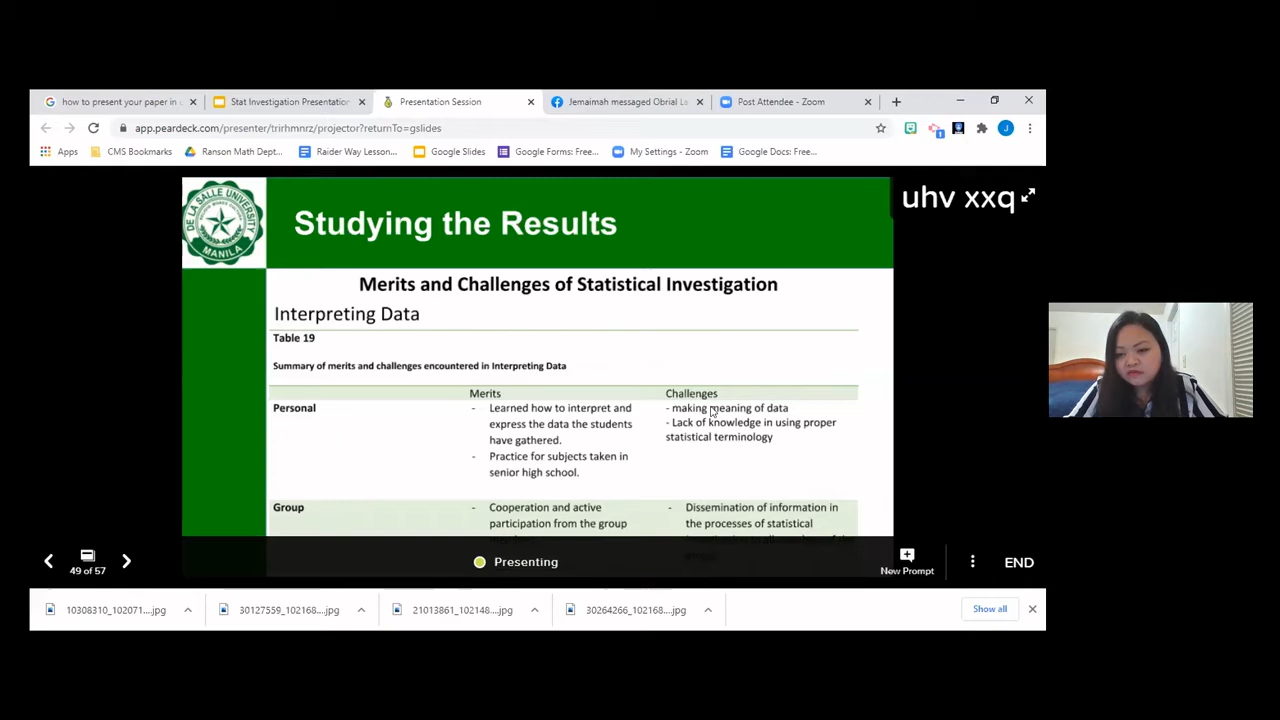 how to present your paper in
Stat Investigation Presentation
Presentation Session
Jemaimah messaged Obrial La
Post Attendee - Zoom
app.peardeck.com/presenter/trirhmnrz/projector?returnTo=gslides
1
J
Apps
CMS Bookmarks
Ranson Math Dept...
Raider Way Lesson...
Google Slides
Google Forms: Free...
My Settings - Zoom
Google Docs: Free...
DE LA SALLE UNIVERSITY
MANILA
Studying the Results
uhv xxq
Merits and Challenges of Statistical Investigation
Interpreting Data
Table 19
Summary of merits and challenges encountered in Interpreting Data
Merits
Challenges
Personal
- Learned how to interpret and
express the data the students
have gathered.
- Practice for subjects taken in
senior high school.
- making meaning of data
- Lack of knowledge in using proper
statistical terminology
Group
- Cooperation and active
participation from the group
- Dissemination of information in
the processes of statistical
49 of 57
Presenting
New Prompt
END
10308310_102071....jpg
30127559_102168....jpg
21013861_102148....jpg
30264266_102168....jpg
Show all